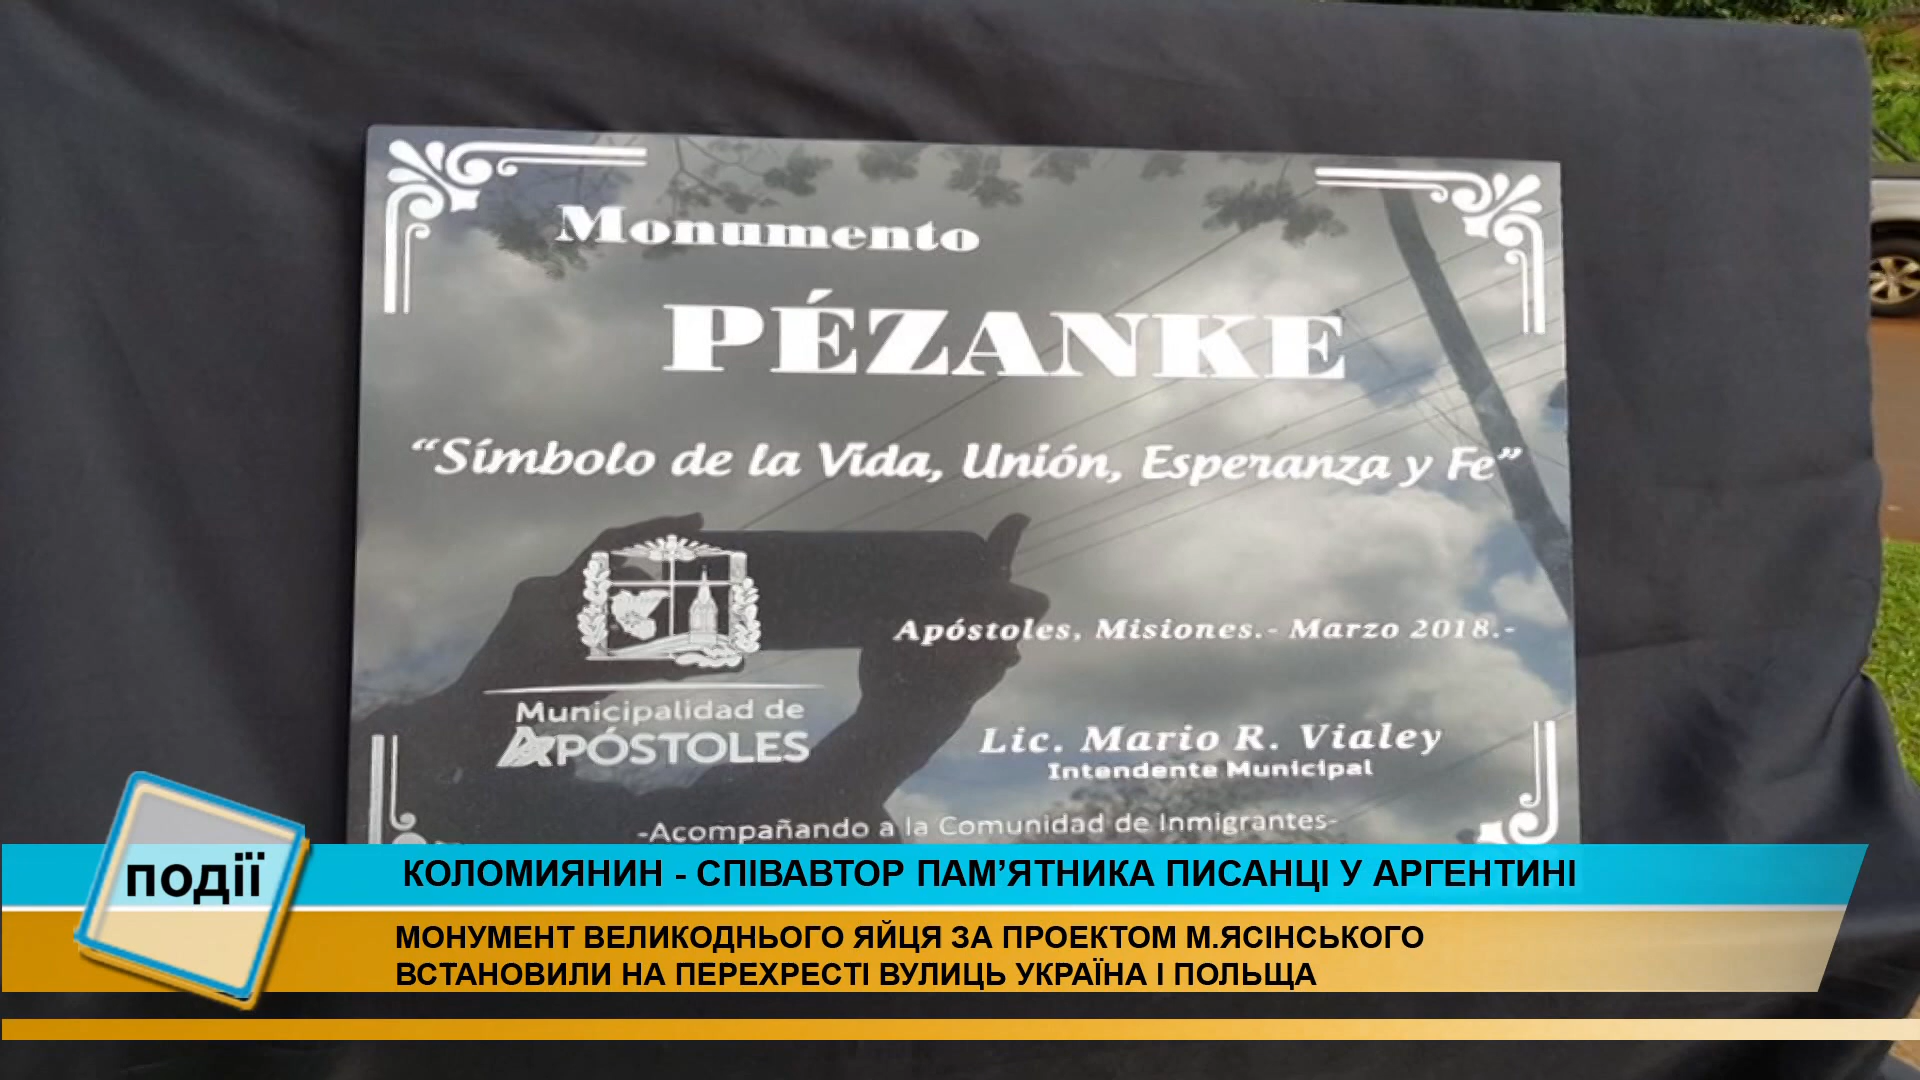 Monumento
PÉZANKE
“Símbolo de la Vida, Unión, Esperanza y Fe”
Apóstoles, Misiones.- Marzo 2018.-
Municipalidad de
APÓSTOLES
Lic. Mario R. Vialey
Intendente Municipal
-Acompañando a la Comunidad de Inmigrantes-
події
КОЛОМИЯНИН - СПІВАВТОР ПАМ’ЯТНИКА ПИСАНЦІ У АРГЕНТИНІ
МОНУМЕНТ ВЕЛИКОДНЬОГО ЯЙЦЯ ЗА ПРОЕКТОМ М.ЯСІНСЬКОГО
ВСТАНОВИЛИ НА ПЕРЕХРЕСТІ ВУЛИЦЬ УКРАЇНА І ПОЛЬЩА